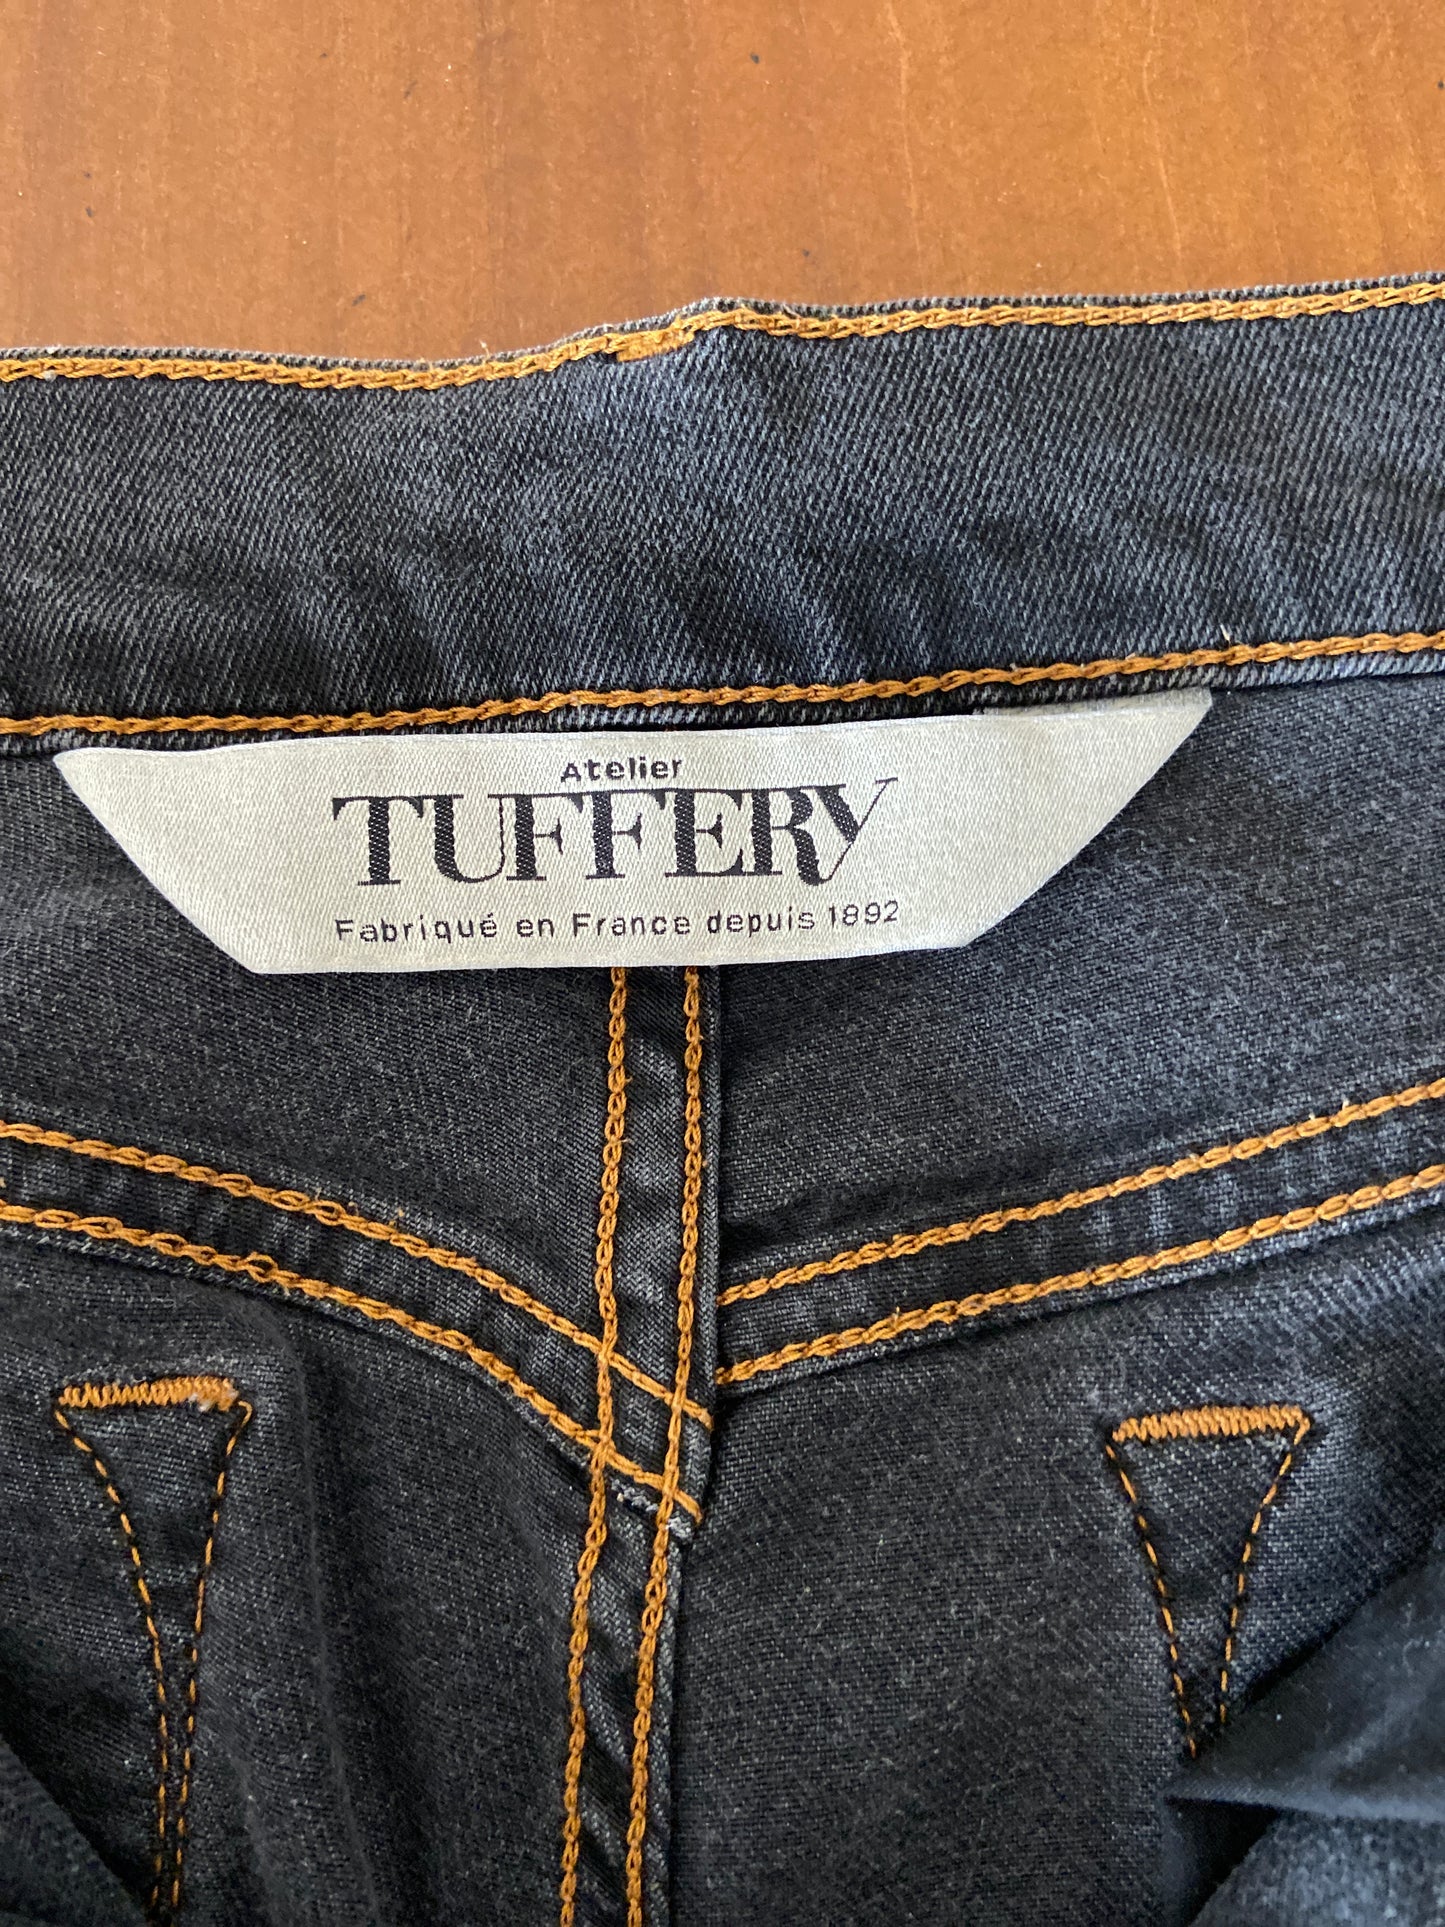 Atelier
TUFFERY
Fabriqué en France depuis 1892